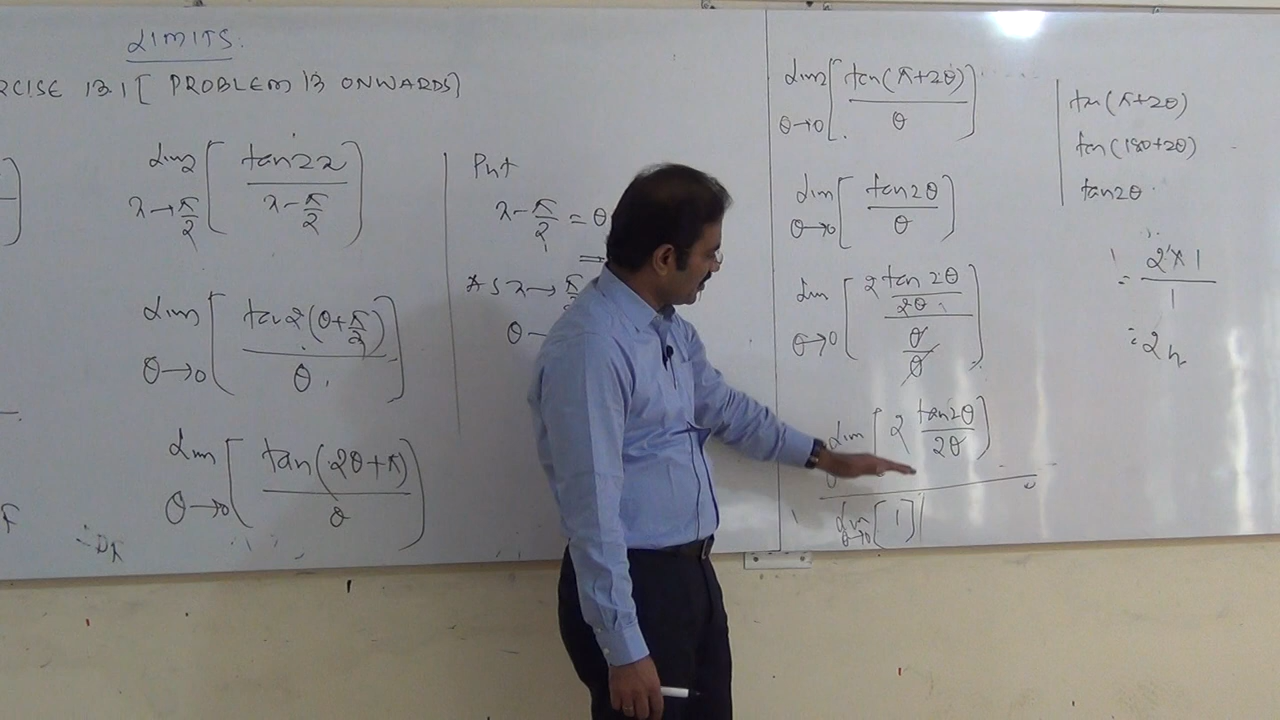 LIMITS.
RCISE 13.1 [ PROBLEM 13 ONWARDS]
lim x→π/2 [ tan2x / x-π/2 ]
lim θ→0 [ tan2(θ+π/2) / θ ]
lim θ→0 [ tan(2θ+π) / θ ]
Put
x-π/2 = θ
⇒
As x→π/2
θ→
lim θ→0 [ tan(π+2θ) / θ ]
lim θ→0 [ tan2θ / θ ]
lim θ→0 [ 2 tan2θ/2θ / θ/θ ]
lim [ 2 tan2θ/2θ ]
lim θ→0 [1]
tan(π+2θ)
tan(180+2θ)
tan2θ
= 2×1 / 1
= 2